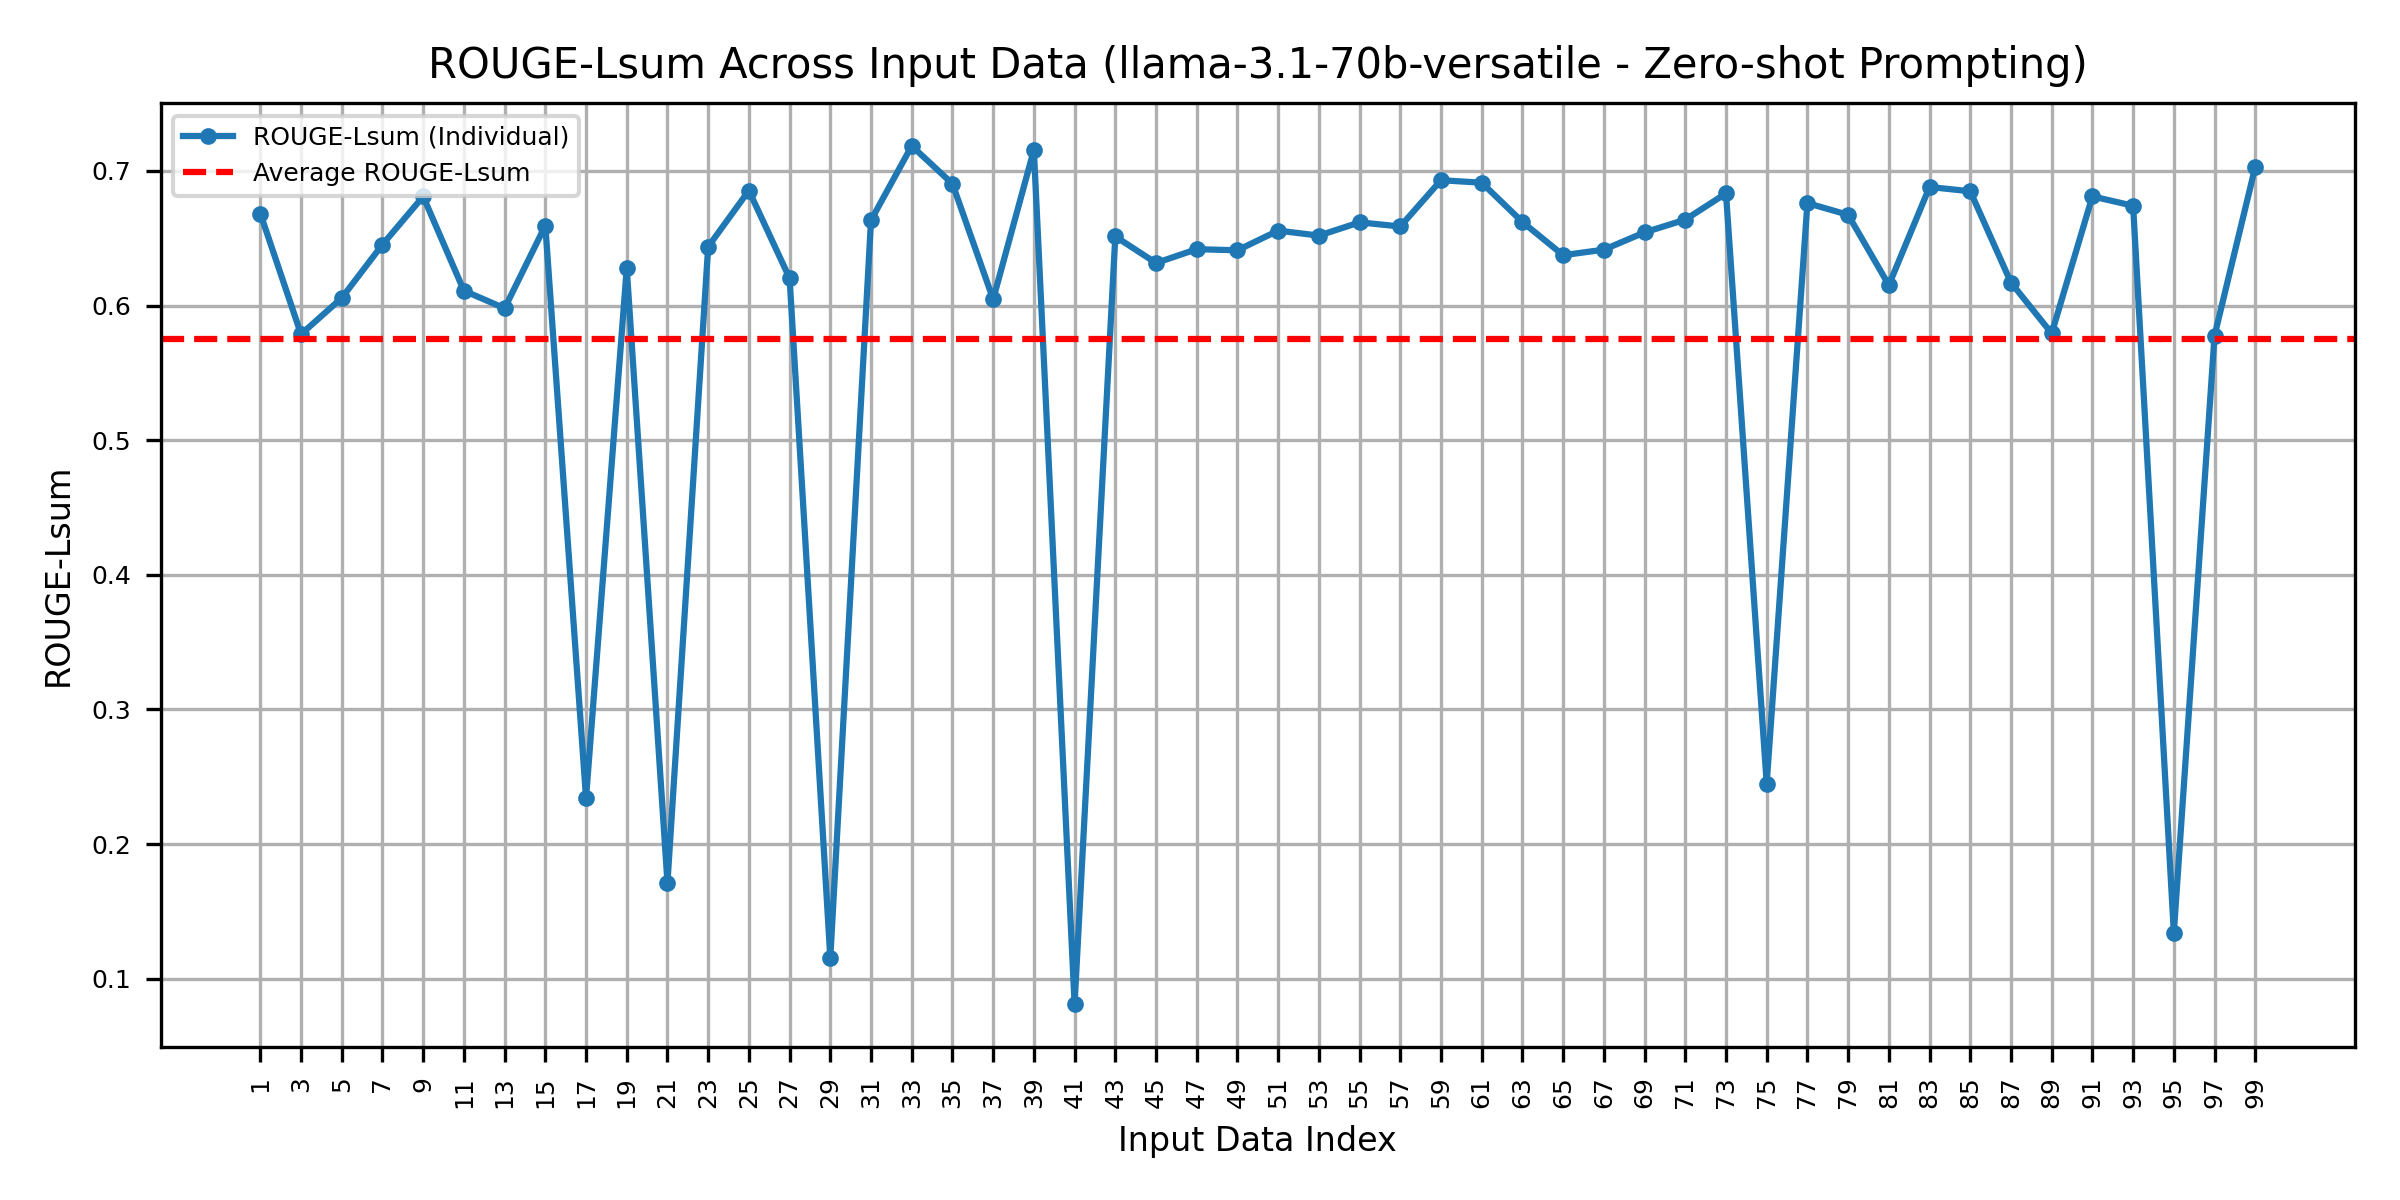 ROUGE-Lsum Across Input Data (llama-3.1-70b-versatile - Zero-shot Prompting)
ROUGE-Lsum (Individual)
Average ROUGE-Lsum
0.7
0.6
0.5
0.4
0.3
0.2
0.1
ROUGE-Lsum
1 3 5 7 9 11 13 15 17 19 21 23 25 27 29 31 33 35 37 39 41 43 45 47 49 51 53 55 57 59 61 63 65 67 69 71 73 75 77 79 81 83 85 87 89 91 93 95 97 99
Input Data Index